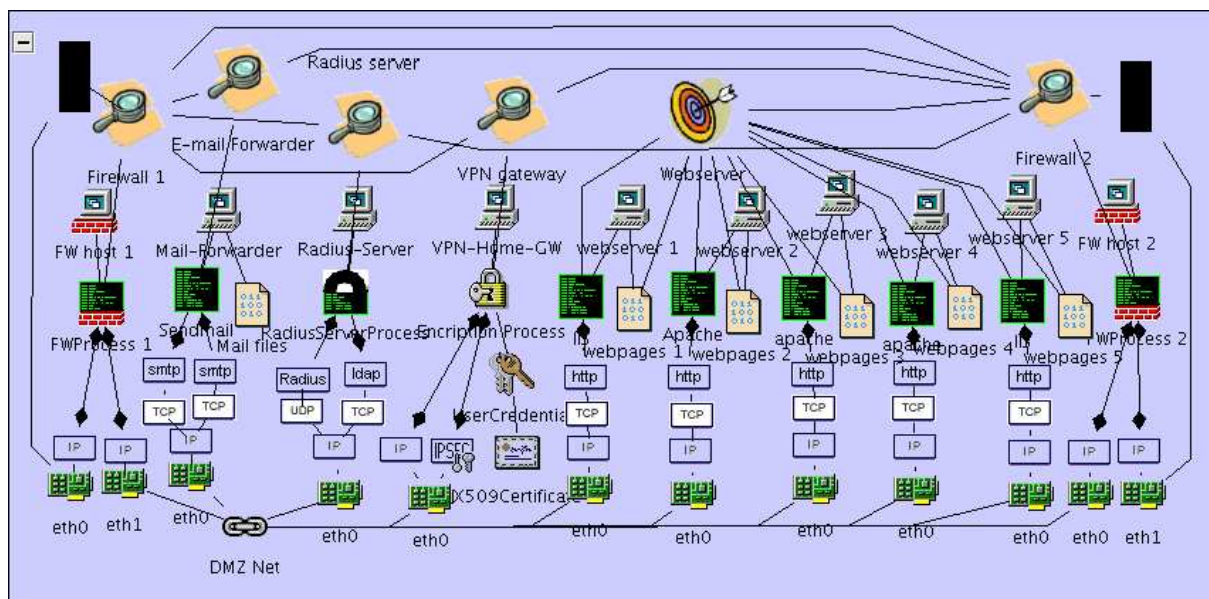 Radius server
E-mail Forwarder
Firewall 1
VPN gateway
Webserver
Firewall 2
FW host 1
Mail-Forwarder
Radius-Server
VPN-Home-GW
webserver 1
webserver 2
webserver 3
webserver 4
webserver 5
FW host 2
FWProcess 1
Sendmail
Mail files
RadiusServerProcess
Encription Process
IIS
webpages 1
Apache
webpages 2
apache
webpages 3
apache
webpages 4
IIS
webpages 5
FWProcess 2
smtp
smtp
Radius
ldap
http
http
http
http
http
TCP
TCP
UDP
TCP
UserCredential
TCP
TCP
TCP
TCP
TCP
IP
IP
IP
IP
IP
IPSEC
IP
IP
IP
IP
IP
IP
IP
X509Certificate
eth0
eth1
eth0
eth0
eth0
eth0
eth0
eth0
eth0
eth0
eth0
eth1
DMZ Net